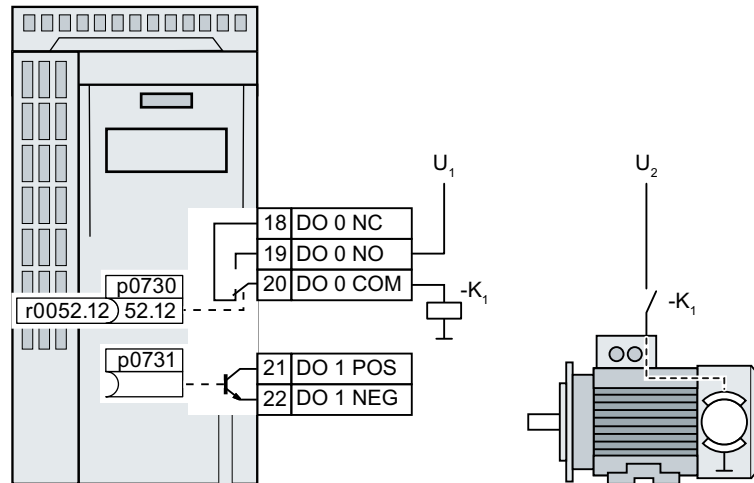 U₁
U₂
18 DO 0 NC
19 DO 0 NO
p0730
20 DO 0 COM
-K₁
-K₁
r0052.12 52.12
p0731
21 DO 1 POS
22 DO 1 NEG